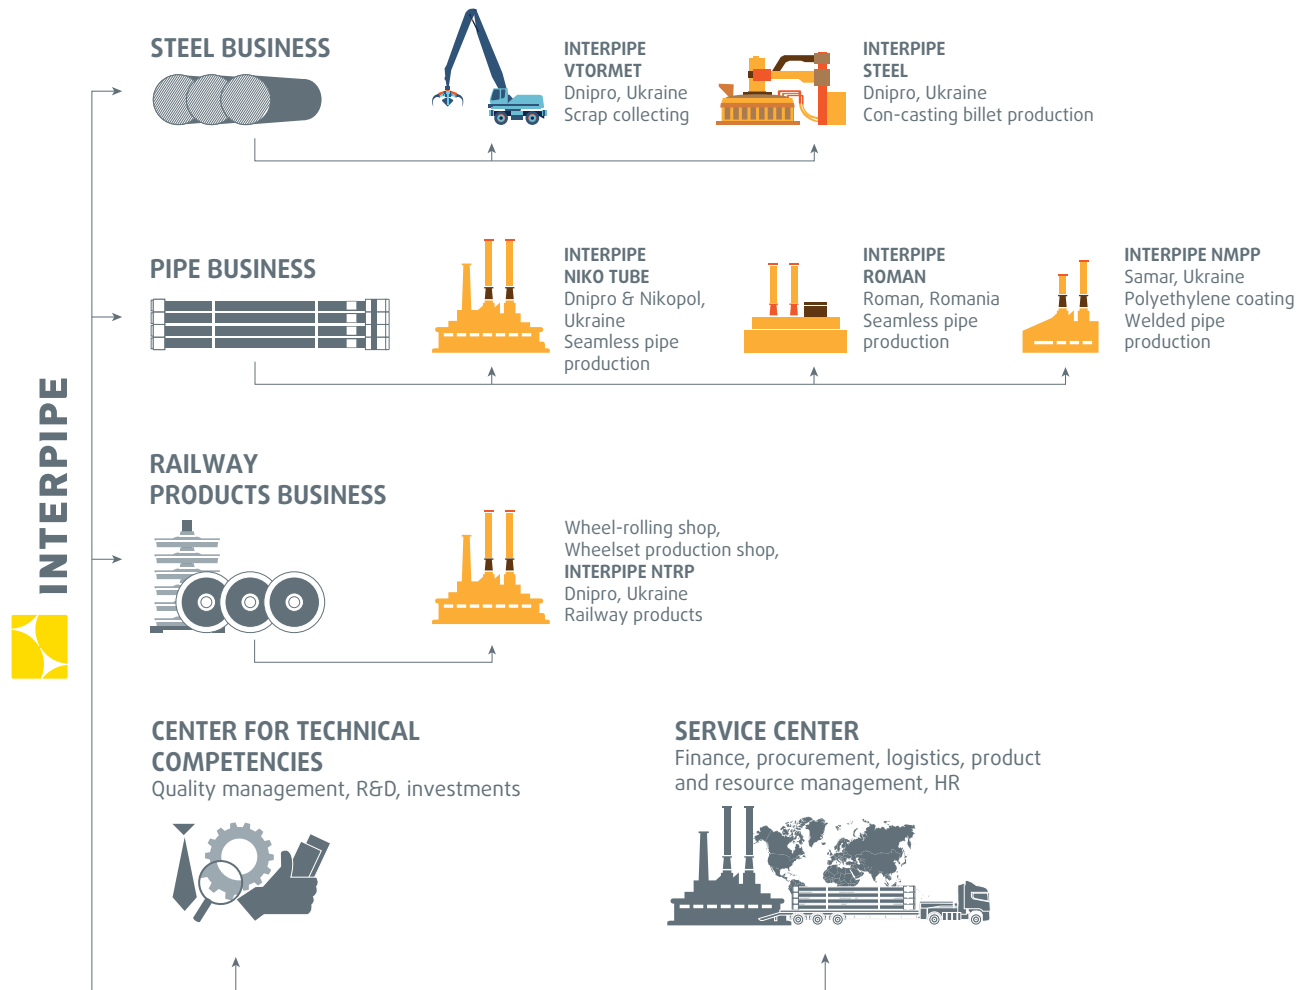 INTERPIPE
STEEL BUSINESS
INTERPIPE
VTORMET
Dnipro, Ukraine
Scrap collecting
INTERPIPE
STEEL
Dnipro, Ukraine
Con-casting billet production
PIPE BUSINESS
INTERPIPE
NIKO TUBE
Dnipro & Nikopol,
Ukraine
Seamless pipe
production
INTERPIPE
ROMAN
Roman, Romania
Seamless pipe
production
INTERPIPE NMPP
Samar, Ukraine
Polyethylene coating
Welded pipe
production
RAILWAY
PRODUCTS BUSINESS
Wheel-rolling shop,
Wheelset production shop,
INTERPIPE NTRP
Dnipro, Ukraine
Railway products
CENTER FOR TECHNICAL
COMPETENCIES
Quality management, R&D, investments
SERVICE CENTER
Finance, procurement, logistics, product
and resource management, HR